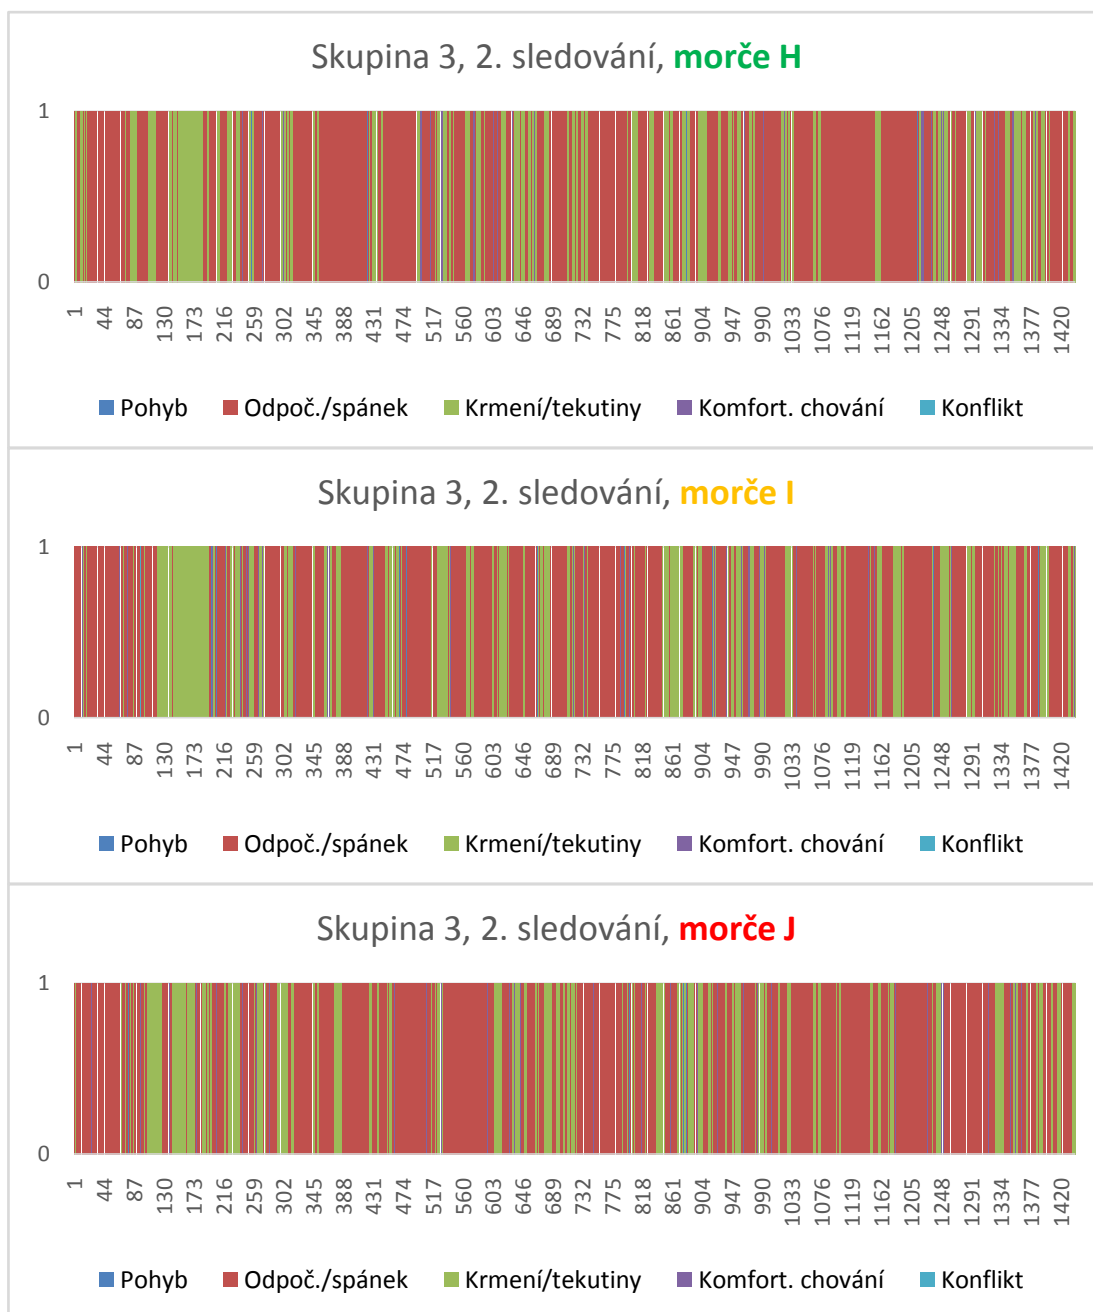 Skupina 3, 2. sledování, morče H
1
0
1 44 87 130 173 216 259 302 345 388 431 474 517 560 603 646 689 732 775 818 861 904 947 990 1033 1076 1119 1162 1205 1248 1291 1334 1377 1420
Pohyb Odpoč./spánek Krmení/tekutiny Komfort. chování Konflikt
Skupina 3, 2. sledování, morče I
1
0
1 44 87 130 173 216 259 302 345 388 431 474 517 560 603 646 689 732 775 818 861 904 947 990 1033 1076 1119 1162 1205 1248 1291 1334 1377 1420
Pohyb Odpoč./spánek Krmení/tekutiny Komfort. chování Konflikt
Skupina 3, 2. sledování, morče J
1
0
1 44 87 130 173 216 259 302 345 388 431 474 517 560 603 646 689 732 775 818 861 904 947 990 1033 1076 1119 1162 1205 1248 1291 1334 1377 1420
Pohyb Odpoč./spánek Krmení/tekutiny Komfort. chování Konflikt